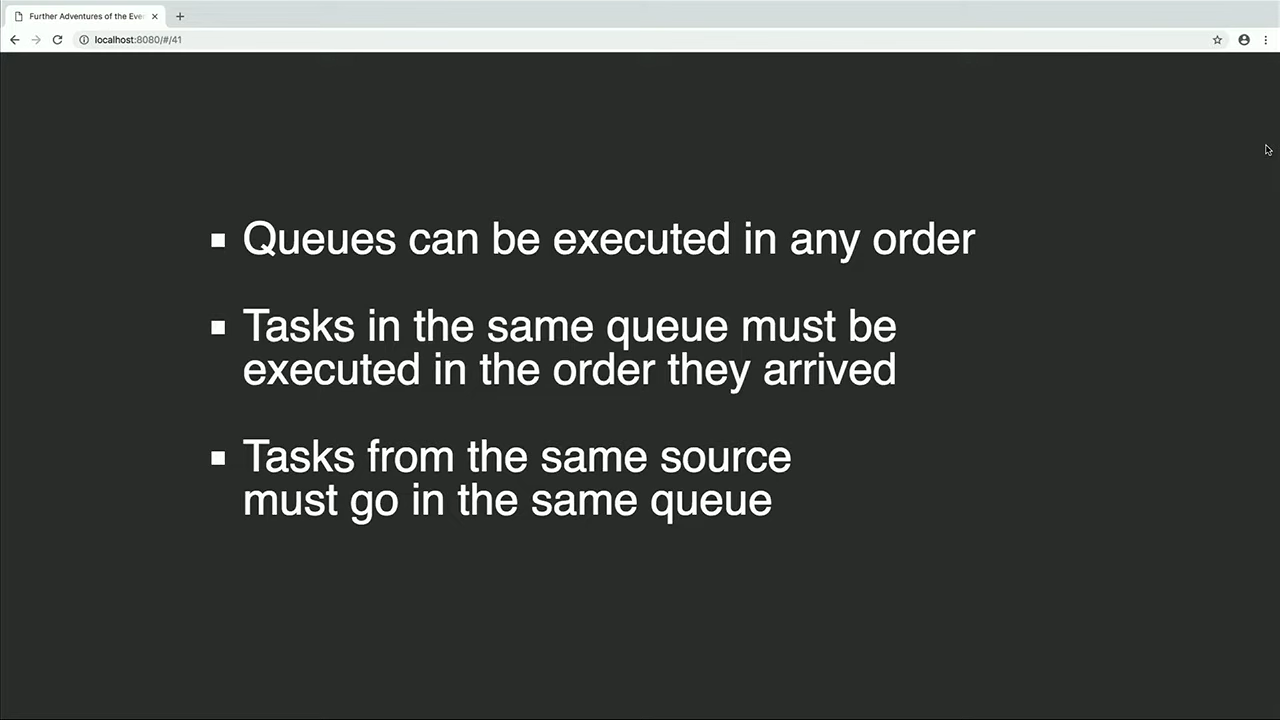 Further Adventures of the Eve
localhost:8080/#/41
Queues can be executed in any order
Tasks in the same queue must be
executed in the order they arrived
Tasks from the same source
must go in the same queue